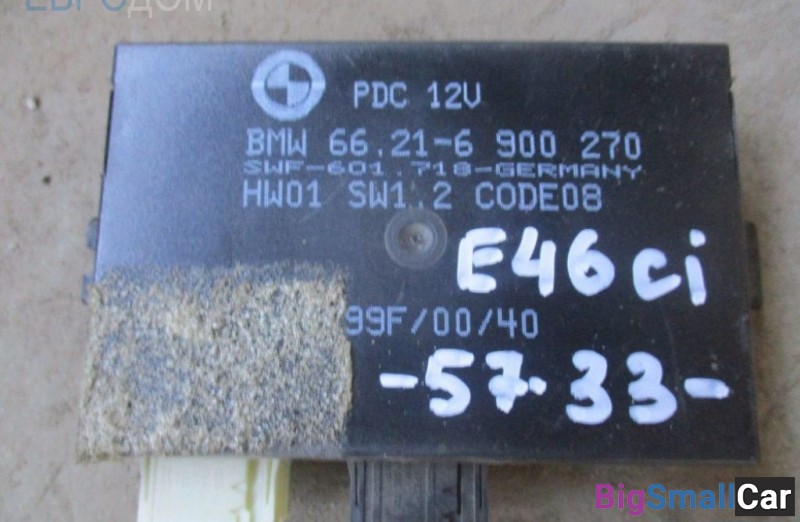 ЕВРОДОМ
PDC 12V
BMW 66.21-6 900 270
SWF-601.718-GERMANY
HW01 SW1.2 CODE08
E46ci
99F/00/40
-57.33-
BigSmallCar